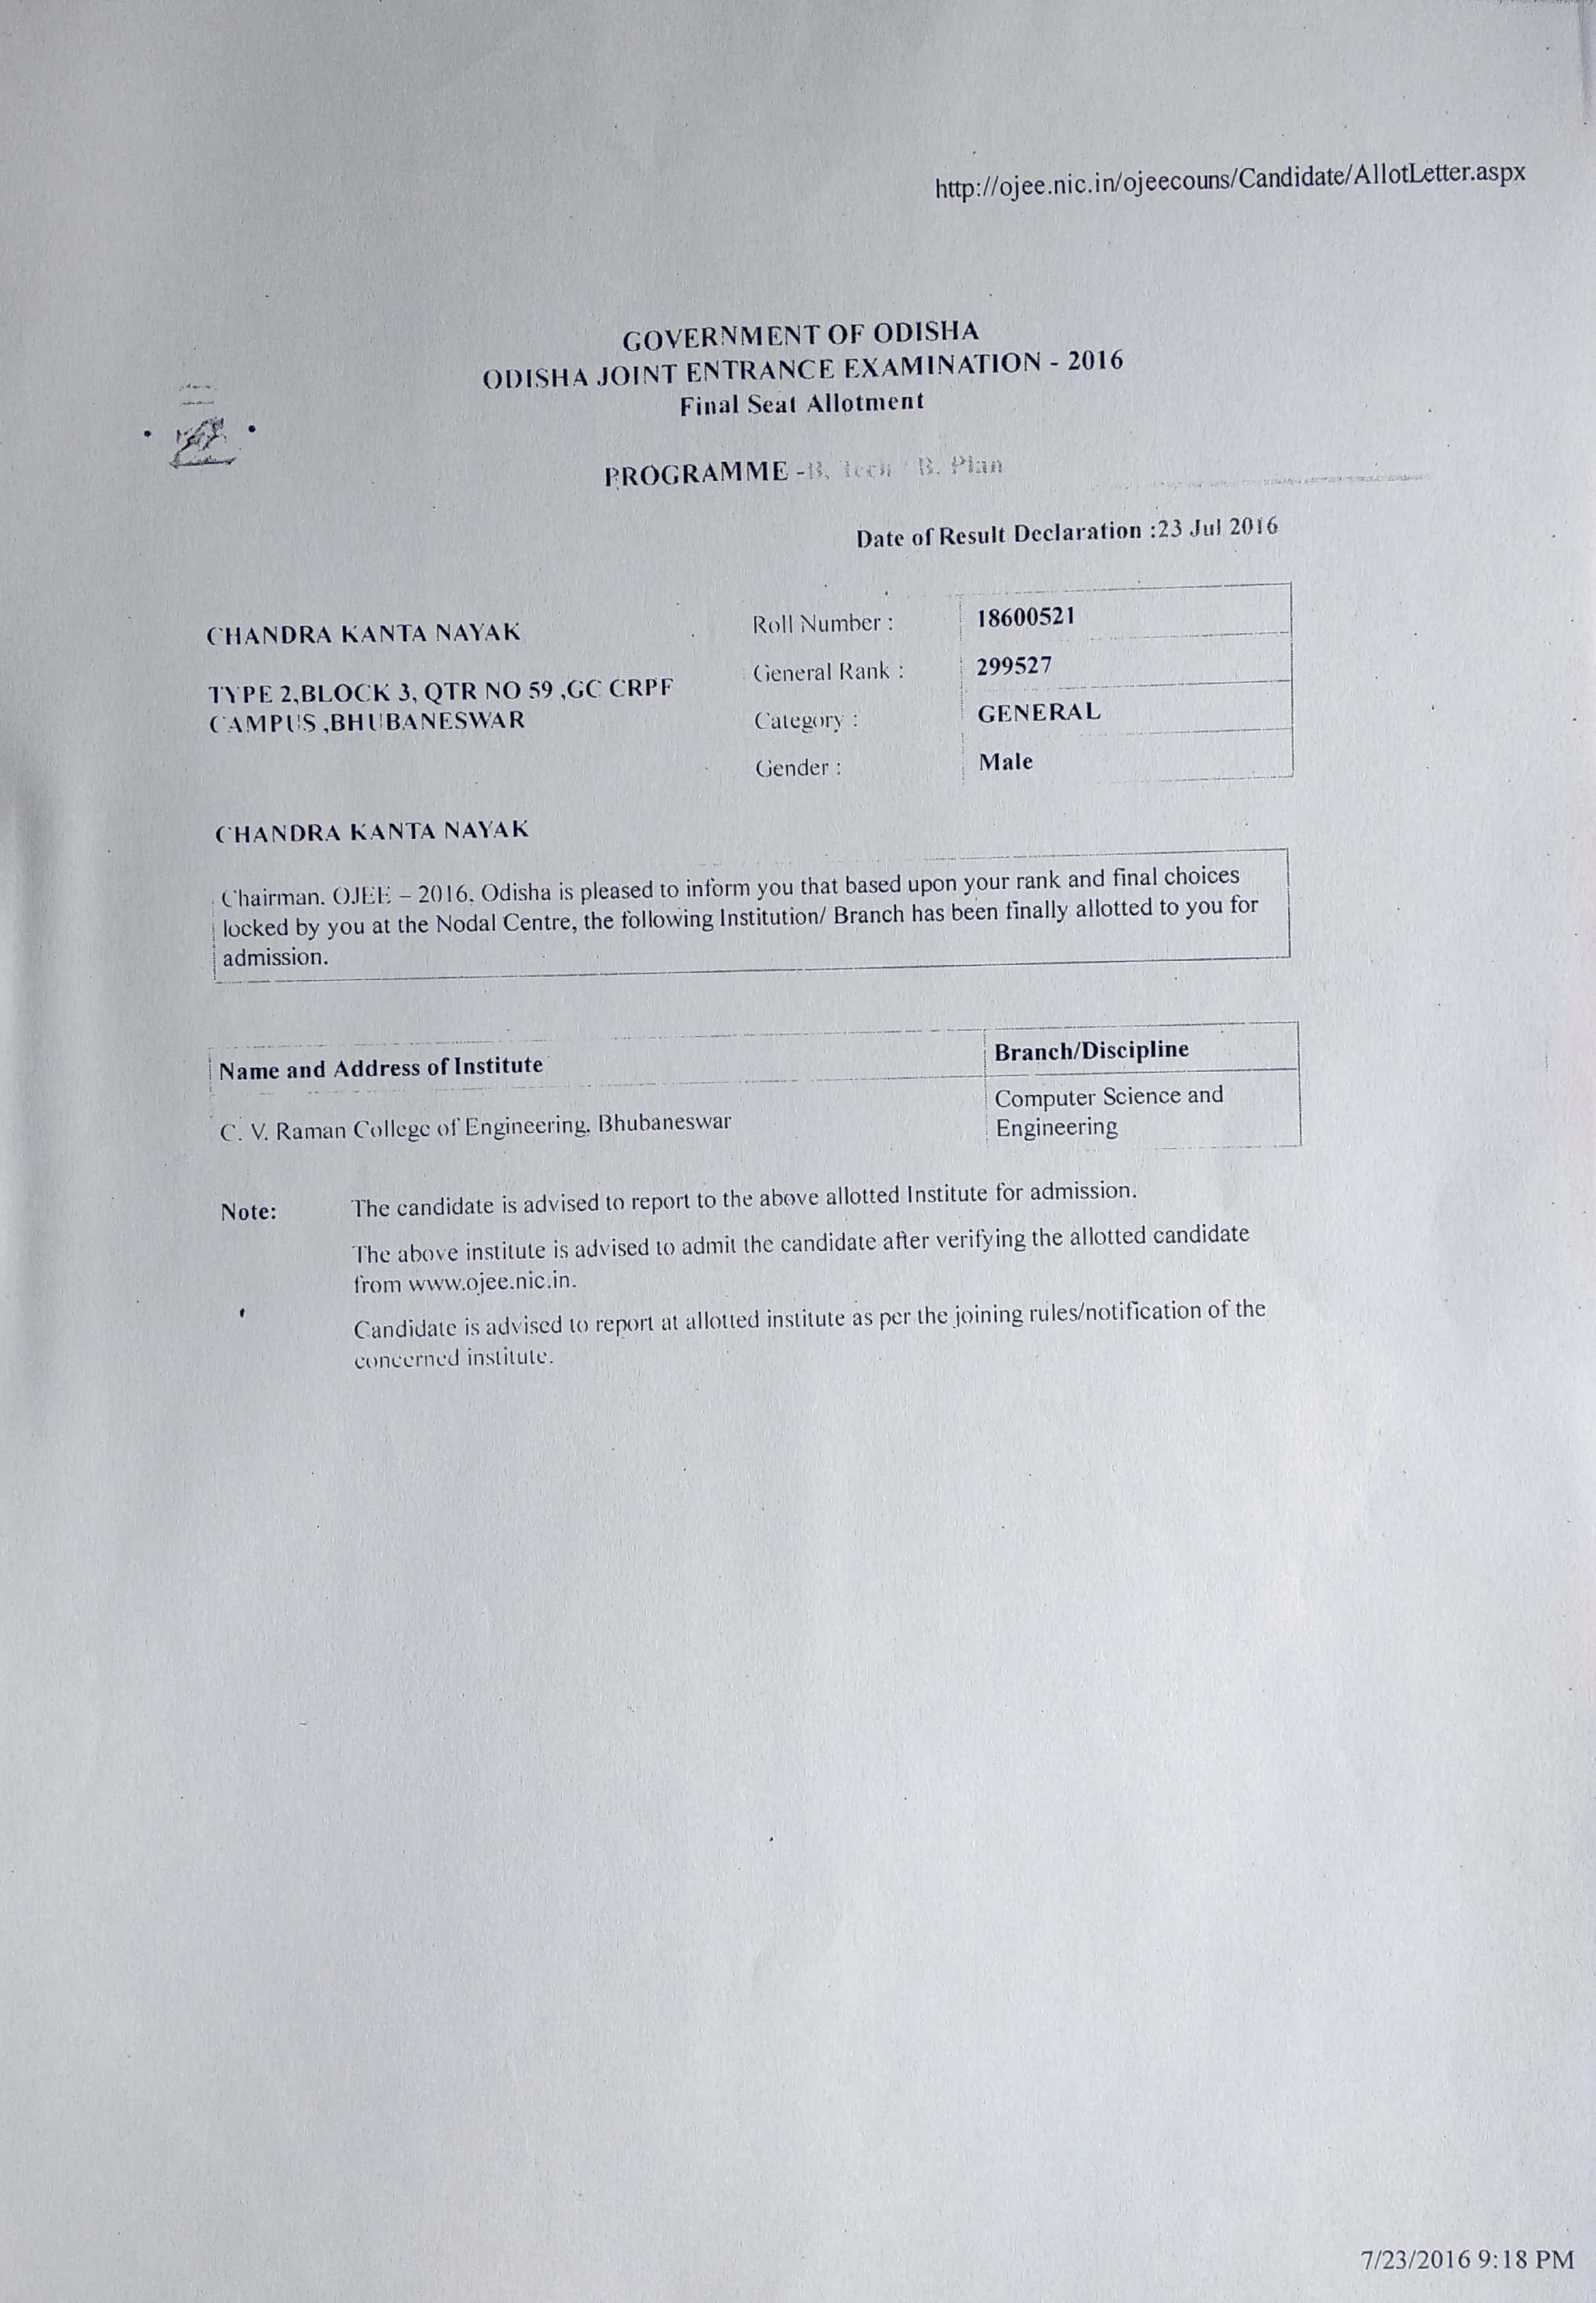 http://ojee.nic.in/ojeecouns/Candidate/AllotLetter.aspx
GOVERNMENT OF ODISHA
ODISHA JOINT ENTRANCE EXAMINATION - 2016
Final Seat Allotment
PROGRAMME -B. Tech / B. Plan
Date of Result Declaration :23 Jul 2016
CHANDRA KANTA NAYAK
TYPE 2,BLOCK 3, QTR NO 59 ,GC CRPF
CAMPUS ,BHUBANESWAR
Roll Number : 18600521
General Rank : 299527
Category : GENERAL
Gender : Male
CHANDRA KANTA NAYAK
Chairman. OJEE – 2016. Odisha is pleased to inform you that based upon your rank and final choices
locked by you at the Nodal Centre, the following Institution/ Branch has been finally allotted to you for
admission.
Name and Address of Institute Branch/Discipline
C. V. Raman College of Engineering, Bhubaneswar Computer Science and
Engineering
Note: The candidate is advised to report to the above allotted Institute for admission.
The above institute is advised to admit the candidate after verifying the allotted candidate
from www.ojee.nic.in.
Candidate is advised to report at allotted institute as per the joining rules/notification of the
concerned institute.
7/23/2016 9:18 PM